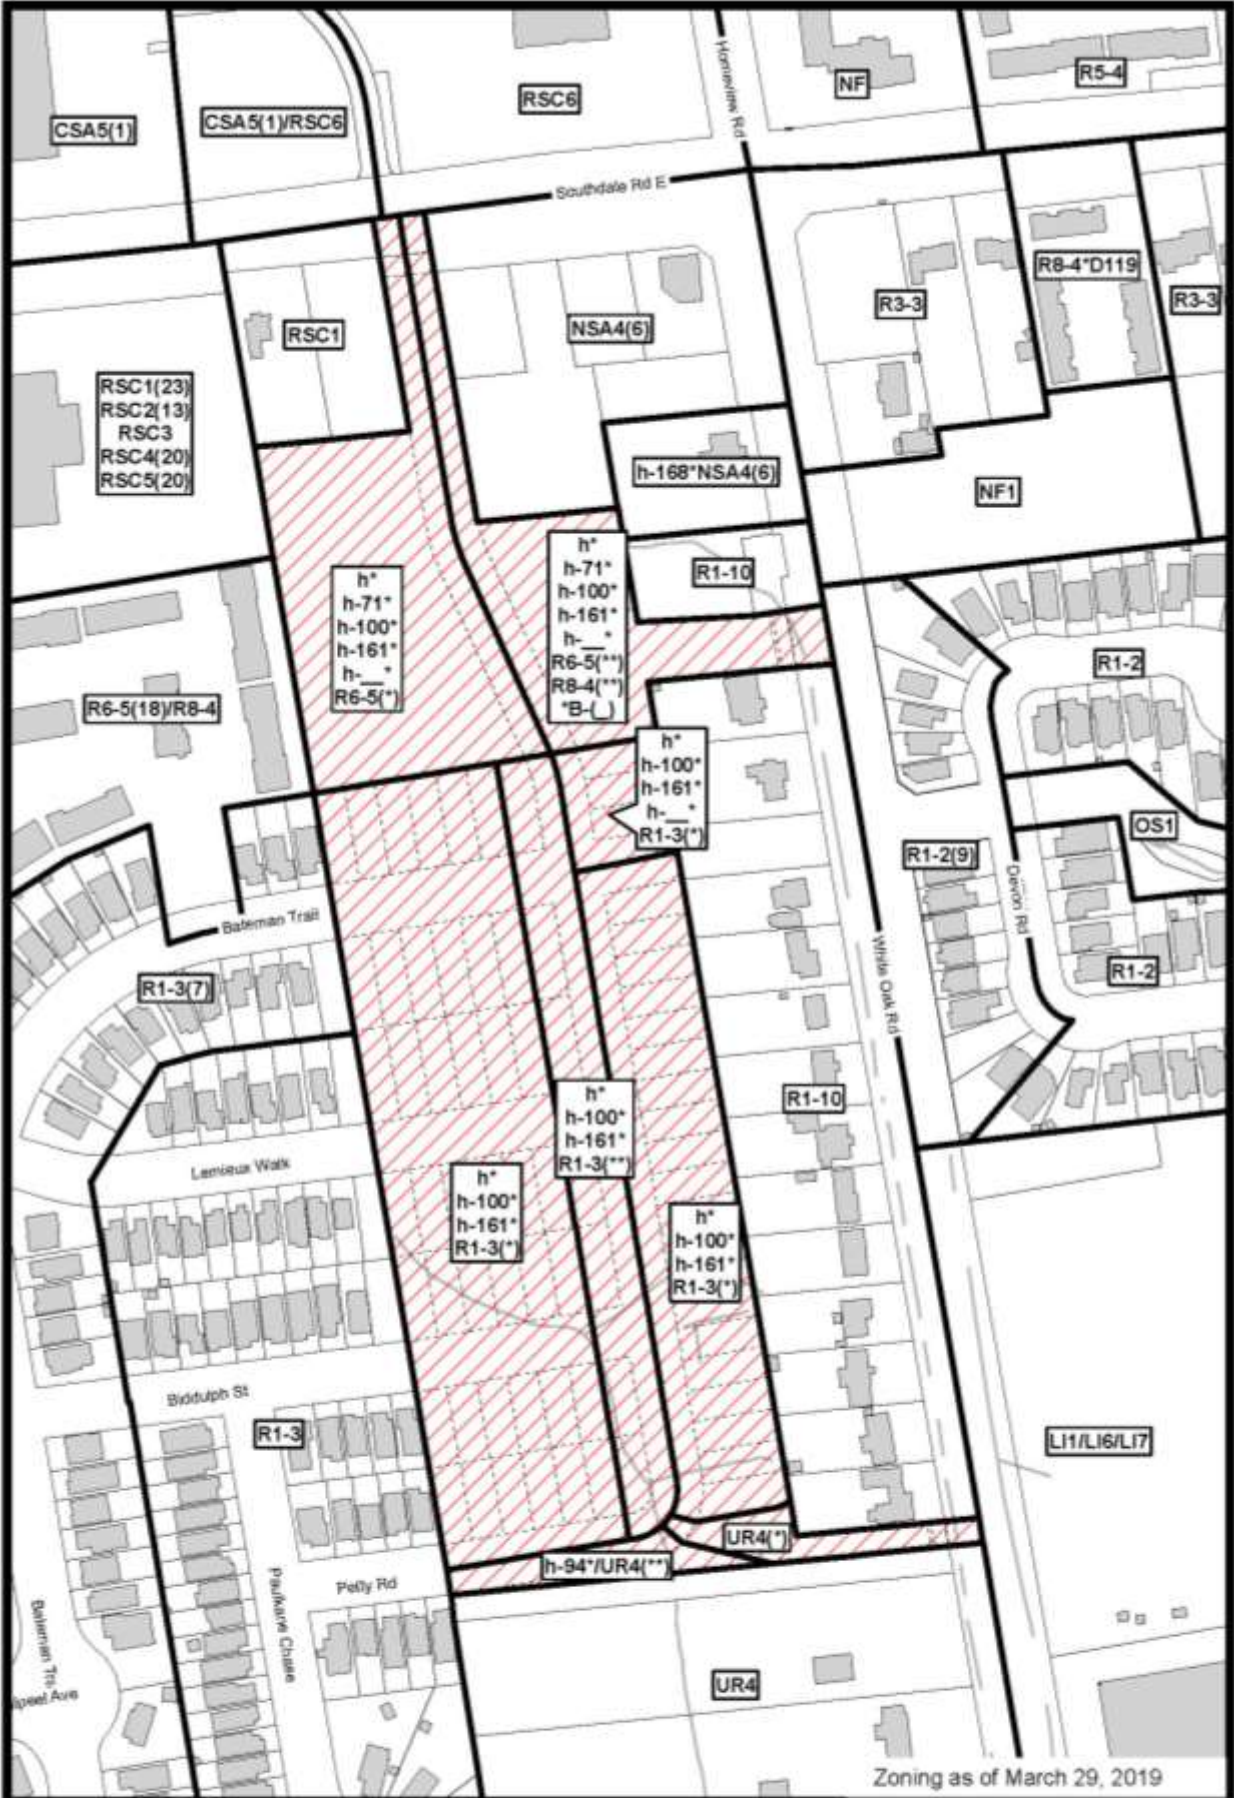 Homeview Rd
NF
R5-4
RSC6
CSA5(1)
CSA5(1)/RSC6
Southdale Rd E
R8-4*D119
R3-3
R3-3
RSC1
NSA4(6)
RSC1(23)
RSC2(13)
RSC3
RSC4(20)
RSC5(20)
h-168*NSA4(6)
NF1
R1-10
h*
h-71*
h-100*
h-161*
h-__*
R6-5(*)
h*
h-71*
h-100*
h-161*
h-__*
R6-5(**)
R8-4(**)
*B-(_)
R1-2
R6-5(18)/R8-4
h*
h-100*
h-161*
h-__*
R1-3(*)
OS1
R1-2(9)
Devon Rd
Bateman Trail
White Oak Rd
R1-2
R1-3(7)
h*
h-100*
h-161*
R1-3(**)
R1-10
Lemieux Walk
h*
h-100*
h-161*
R1-3(*)
h*
h-100*
h-161*
R1-3(*)
Biddulph St
R1-3
LI1/LI6/LI7
UR4(*)
h-94*/UR4(**)
Pelly Rd
Paulkane Chase
Bateman Trl
Ave
UR4
Zoning as of March 29, 2019